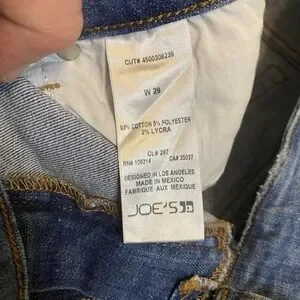 CUT# 4500308239
W 29
93% COTTON 5% POLYESTER
2% LYCRA
CL# 287
RN# 106214 CA# 35037
DESIGNED IN LOS ANGELES
MADE IN MEXICO
FABRIQUE AUX MEXIQUE
JOE'S